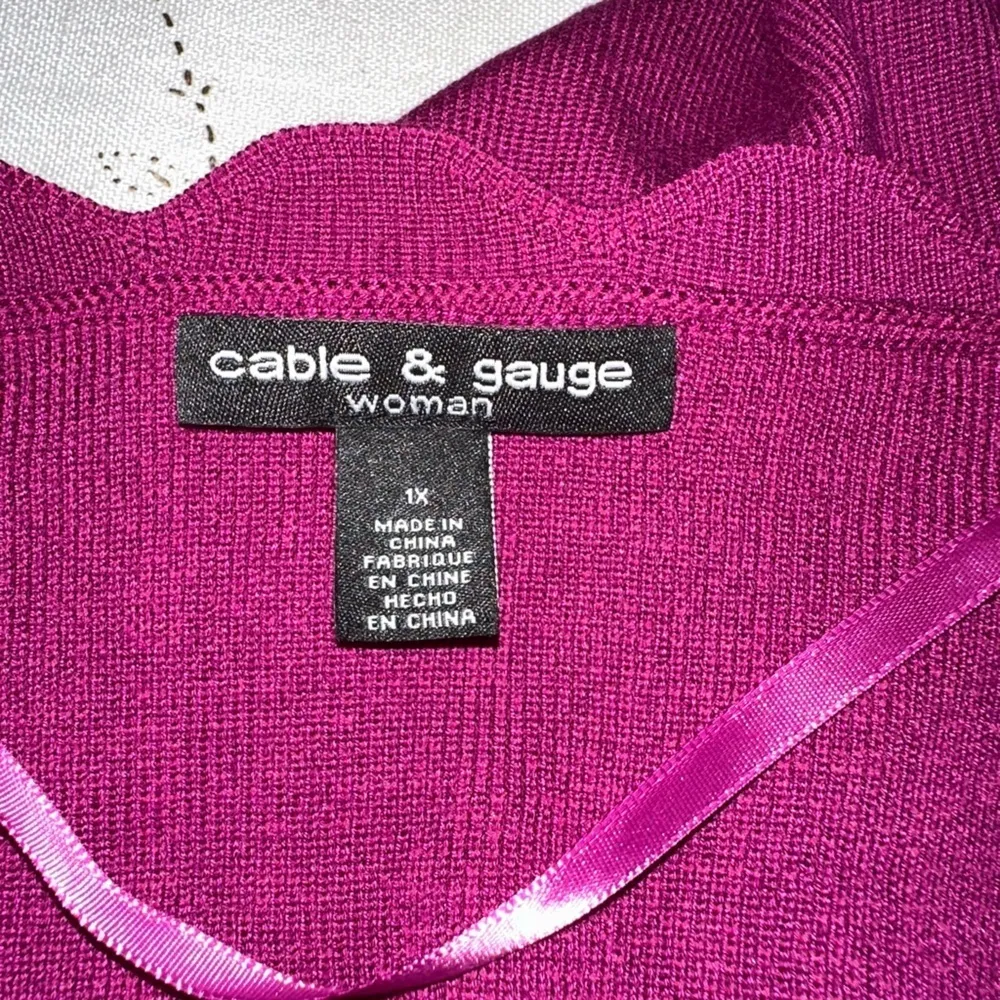 cable & gauge
woman
1X
MADE IN
CHINA
FABRIQUE
EN CHINE
HECHO
EN CHINA